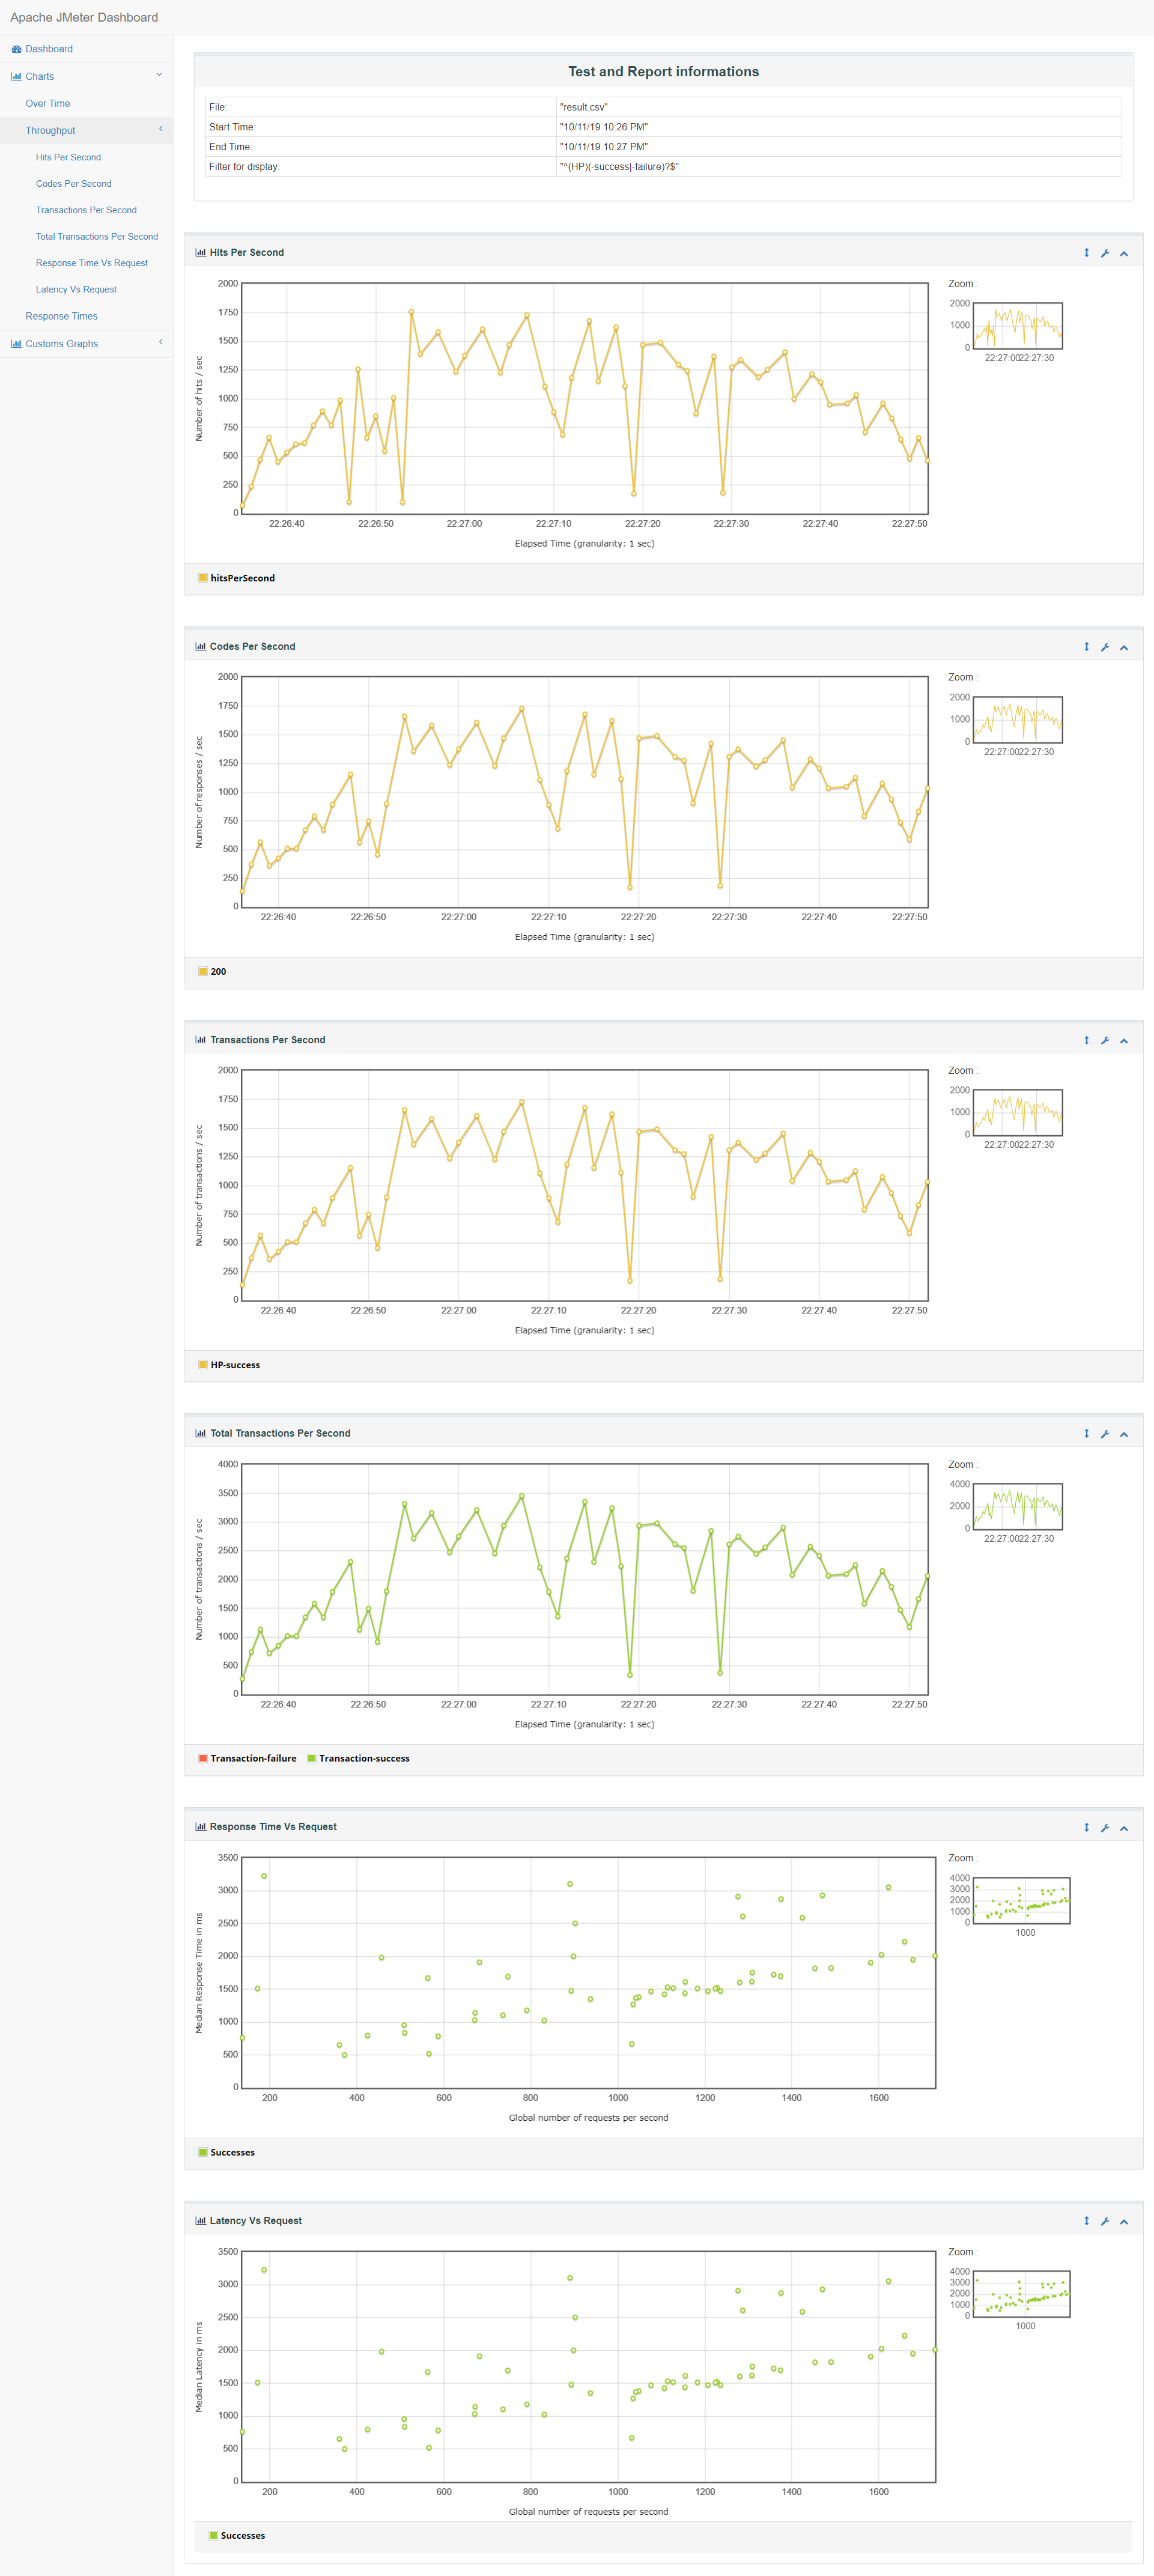 Apache JMeter Dashboard
Dashboard
Charts
Over Time
Throughput
Hits Per Second
Codes Per Second
Transactions Per Second
Total Transactions Per Second
Response Time Vs Request
Latency Vs Request
Response Times
Customs Graphs
Test and Report informations
File: "result.csv"
Start Time: "10/11/19 10:26 PM"
End Time: "10/11/19 10:27 PM"
Filter for display: "^(HP)(-success|-failure)?$"
Hits Per Second
Number of hits / sec
2000
1750
1500
1250
1000
750
500
250
0
22:26:40 22:26:50 22:27:00 22:27:10 22:27:20 22:27:30 22:27:40 22:27:50
Elapsed Time (granularity: 1 sec)
Zoom :
2000
1000
0
22:27:00 22:27:30
hitsPerSecond
Codes Per Second
Number of responses / sec
2000
1750
1500
1250
1000
750
500
250
0
22:26:40 22:26:50 22:27:00 22:27:10 22:27:20 22:27:30 22:27:40 22:27:50
Elapsed Time (granularity: 1 sec)
Zoom :
2000
1000
0
22:27:00 22:27:30
200
Transactions Per Second
Number of transactions / sec
2000
1750
1500
1250
1000
750
500
250
0
22:26:40 22:26:50 22:27:00 22:27:10 22:27:20 22:27:30 22:27:40 22:27:50
Elapsed Time (granularity: 1 sec)
Zoom :
2000
1000
0
22:27:00 22:27:30
HP-success
Total Transactions Per Second
Number of transactions / sec
4000
3500
3000
2500
2000
1500
1000
500
0
22:26:40 22:26:50 22:27:00 22:27:10 22:27:20 22:27:30 22:27:40 22:27:50
Elapsed Time (granularity: 1 sec)
Zoom :
4000
2000
0
22:27:00 22:27:30
Transaction-failure Transaction-success
Response Time Vs Request
Median Response Time in ms
3500
3000
2500
2000
1500
1000
500
0
200 400 600 800 1000 1200 1400 1600
Global number of requests per second
Zoom :
4000
3000
2000
1000
0
1000
Successes
Latency Vs Request
Median Latency in ms
3500
3000
2500
2000
1500
1000
500
0
200 400 600 800 1000 1200 1400 1600
Global number of requests per second
Zoom :
4000
3000
2000
1000
0
1000
Successes